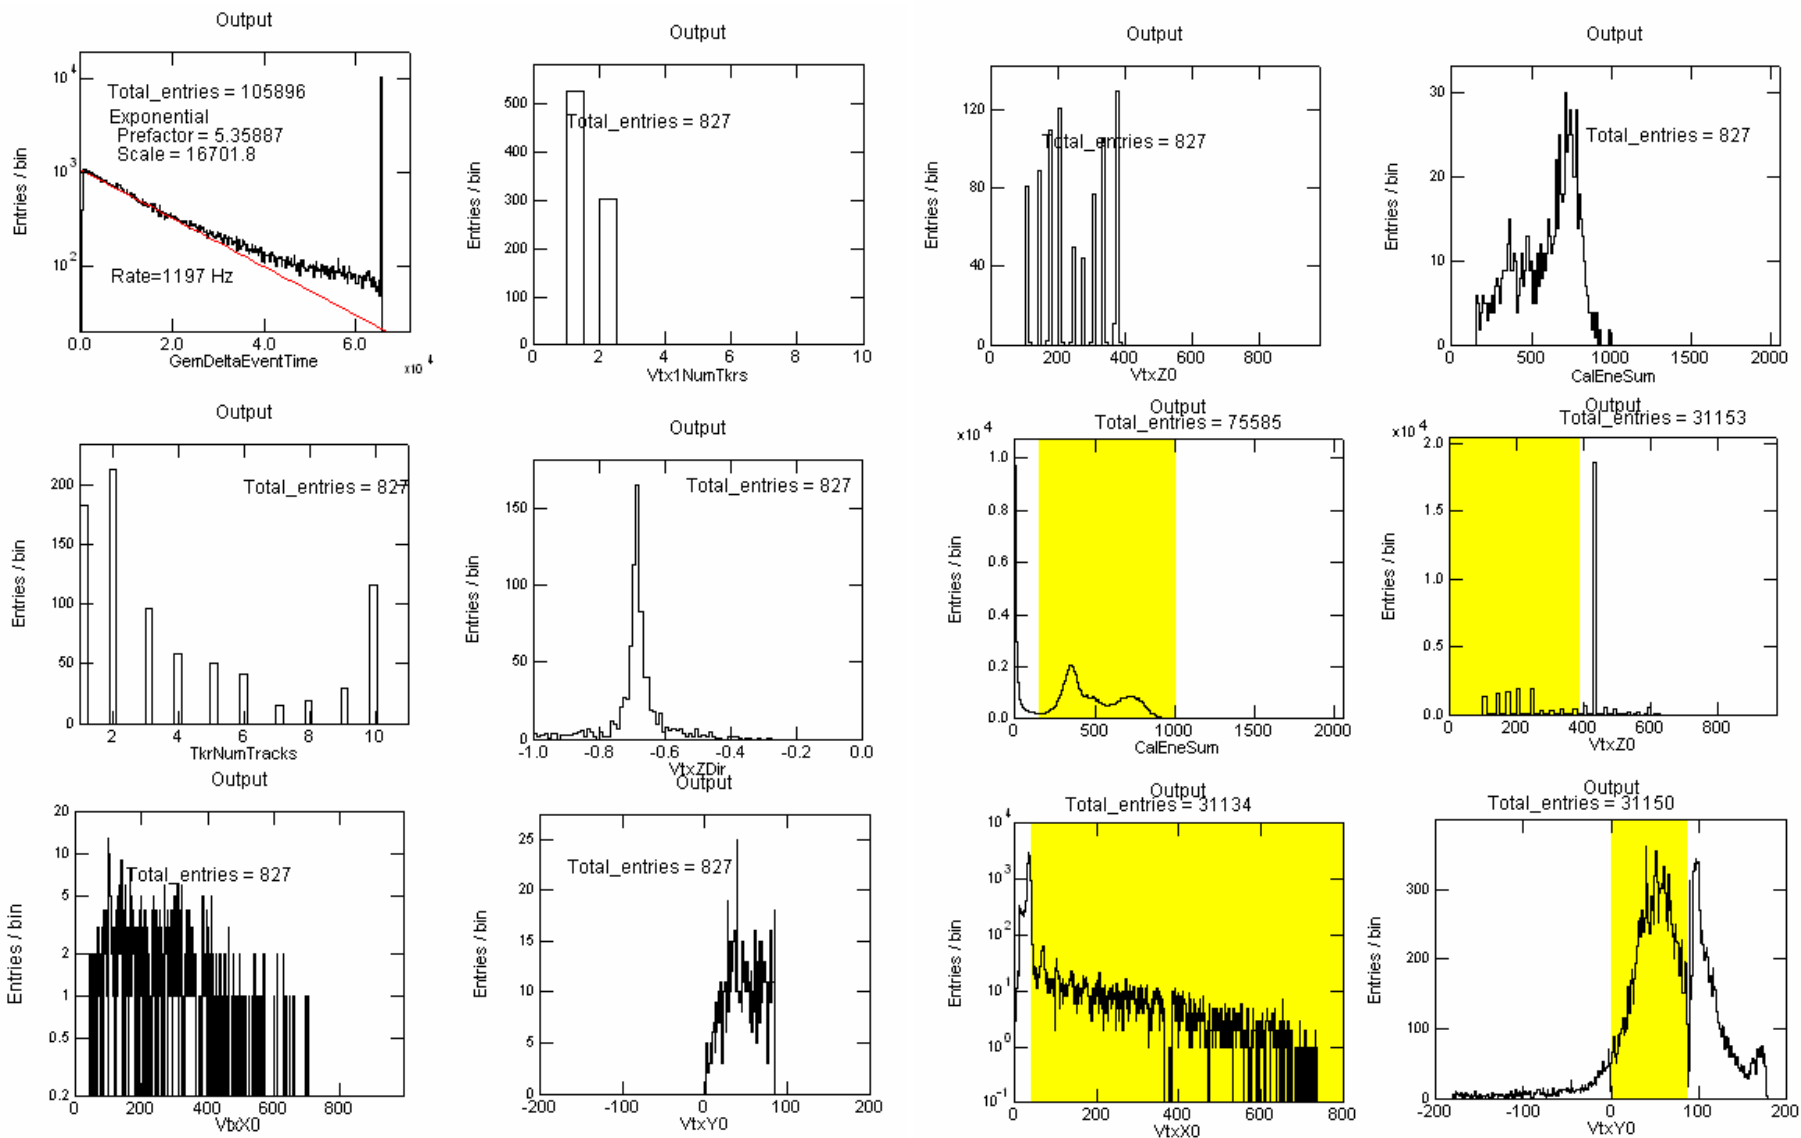 Output
10^4
10^3
10^2
Total_entries = 105896
Exponential
Prefactor = 5.35887
Scale = 16701.8
Rate=1197 Hz
Entries / bin
0.0 2.0 4.0 6.0
GemDeltaEventTime
x10^4
Output
500
400
300
200
100
0
Total_entries = 827
Entries / bin
0 2 4 6 8 10
Vtx1NumTkrs
Output
120
80
40
0
Total_entries = 827
Entries / bin
0 200 400 600 800
VtxZ0
Output
30
20
10
0
Total_entries = 827
Entries / bin
500 1000 1500 2000
CalEneSum
Output
200
150
100
50
0
Total_entries = 827
Entries / bin
2 4 6 8 10
TkrNumTracks
Output
150
100
50
0
Total_entries = 827
Entries / bin
-1.0 -0.8 -0.6 -0.4 -0.2 0.0
VtxZDir
Output
Total_entries = 75585
x10^4
1.0
0.8
0.6
0.4
0.2
0.0
Entries / bin
0 500 1000 1500 2000
CalEneSum
Output
Total_entries = 31153
x10^4
2.0
1.5
1.0
0.5
0.0
Entries / bin
0 200 400 600 800
VtxZ0
Output
20
10
5
2
1
0.5
0.2
Total_entries = 827
Entries / bin
0 200 400 600 800
VtxX0
Output
25
20
15
10
5
0
Total_entries = 827
Entries / bin
-200 -100 0 100 200
VtxY0
Output
Total_entries = 31134
10^4
10^3
10^2
10^1
10^0
10^-1
Entries / bin
0 200 400 600 800
VtxX0
Output
Total_entries = 31150
300
200
100
0
Entries / bin
-200 -100 0 100 200
VtxY0